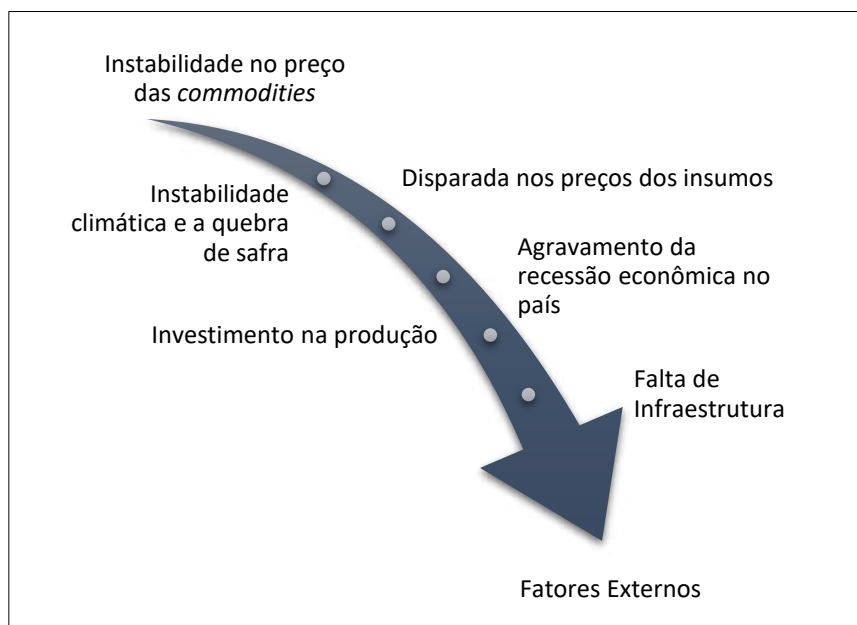 Instabilidade no preço
das commodities
Disparada nos preços dos insumos
Instabilidade
climática e a quebra
de safra
Agravamento da
recessão econômica no
país
Investimento na produção
Falta de
Infraestrutura
Fatores Externos